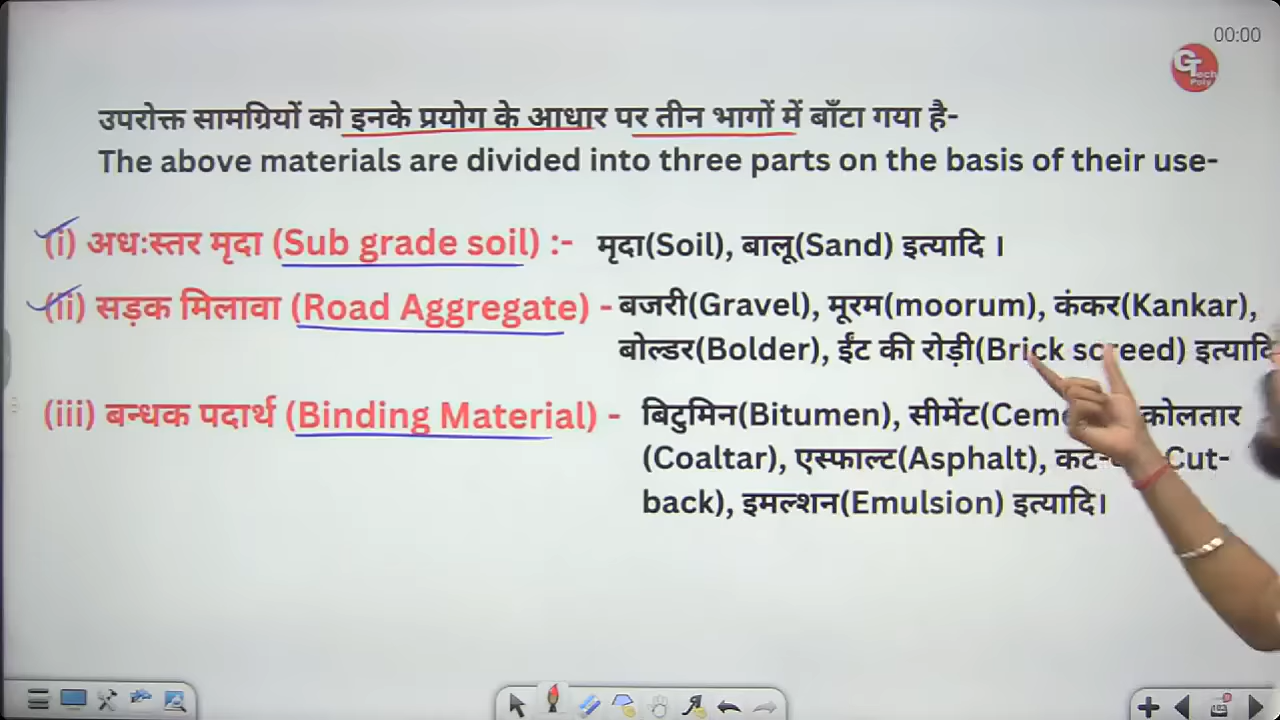 00:00
GTech Poly
उपरोक्त सामग्रियों को इनके प्रयोग के आधार पर तीन भागों में बाँटा गया है-
The above materials are divided into three parts on the basis of their use-
(i) अधःस्तर मृदा (Sub grade soil) :- मृदा(Soil), बालू(Sand) इत्यादि ।
(ii) सड़क मिलावा (Road Aggregate) - बजरी(Gravel), मूरम(moorum), कंकर(Kankar),
बोल्डर(Bolder), ईंट की रोड़ी(Brick screed) इत्यादि
(iii) बन्धक पदार्थ (Binding Material) - बिटुमिन(Bitumen), सीमेंट( कोलतार
(Coaltar), एस्फाल्ट(Asphalt), Cut-
back), इमल्शन(Emulsion) इत्यादि।